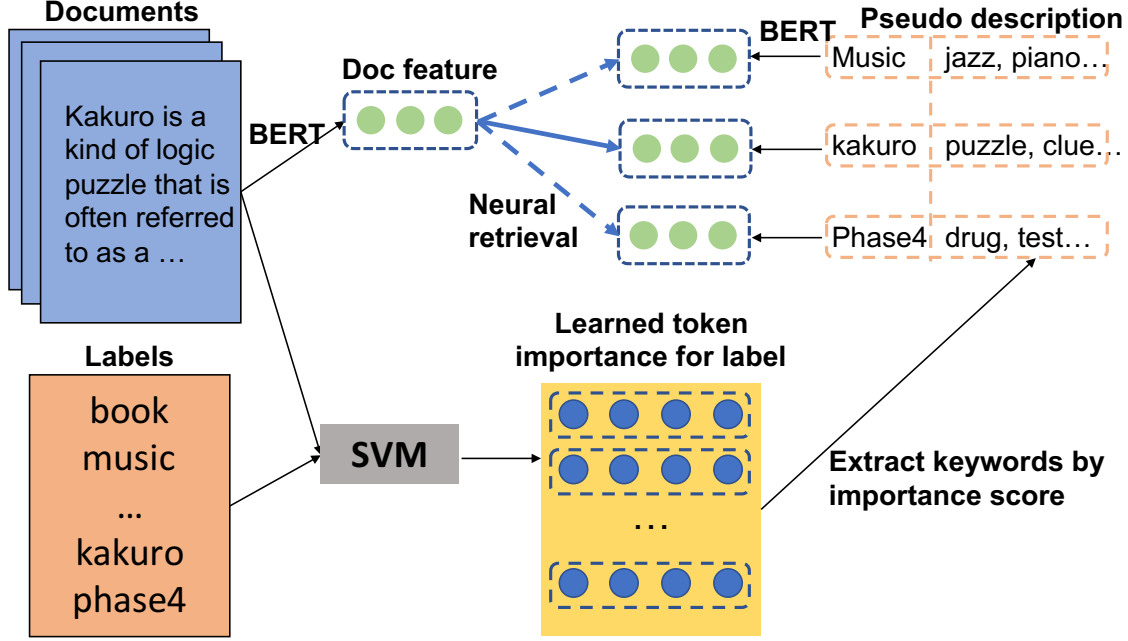 Documents
Kakuro is a
kind of logic
puzzle that is
often referred
to as a …
BERT
Doc feature
Neural
retrieval
BERT
Pseudo description
Music jazz, piano…
kakuro puzzle, clue…
Phase4 drug, test…
Labels
book
music
…
kakuro
phase4
SVM
Learned token
importance for label
...
Extract keywords by
importance score